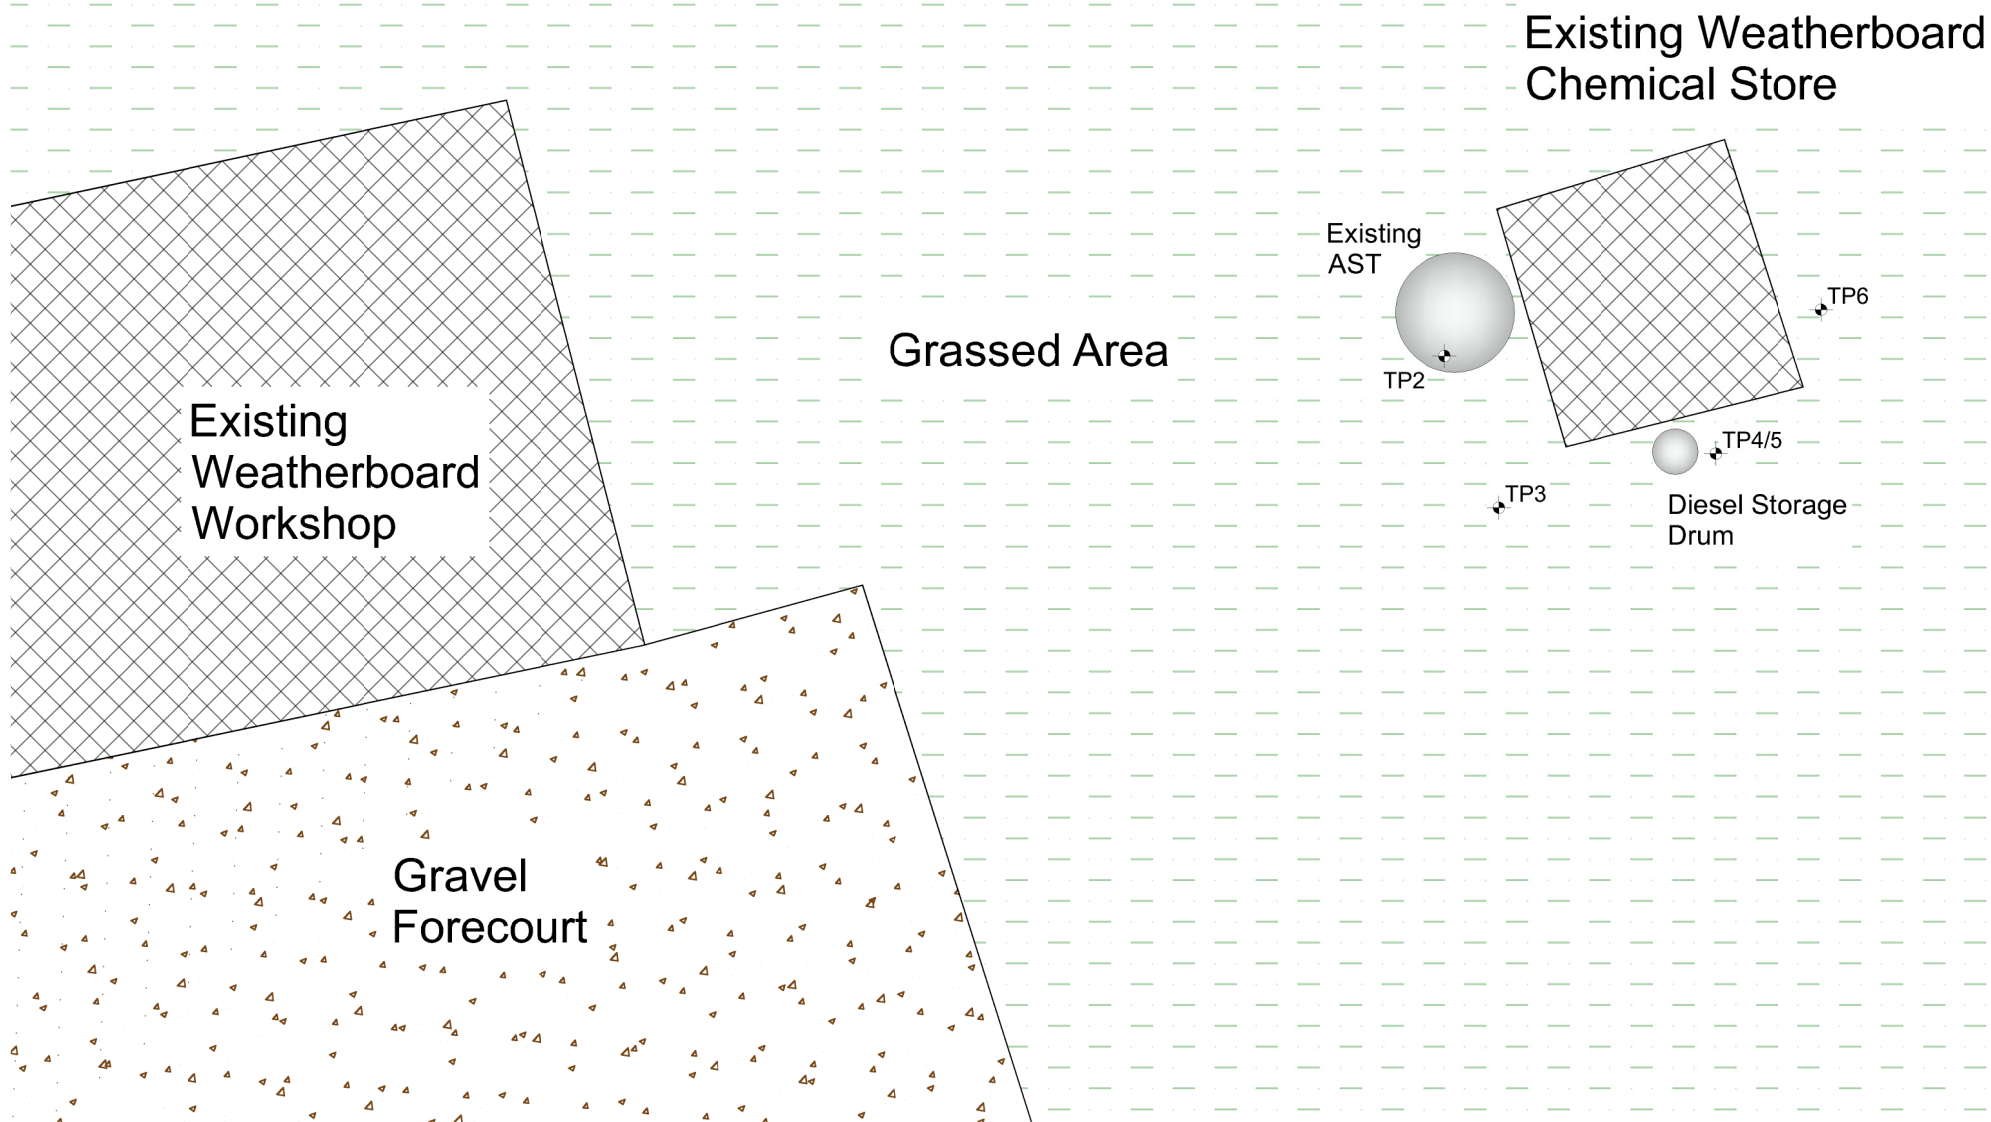 Existing Weatherboard
Chemical Store
Existing
AST
TP6
Grassed Area
TP2
Existing
Weatherboard
Workshop
TP4/5
TP3
Diesel Storage
Drum
Gravel
Forecourt